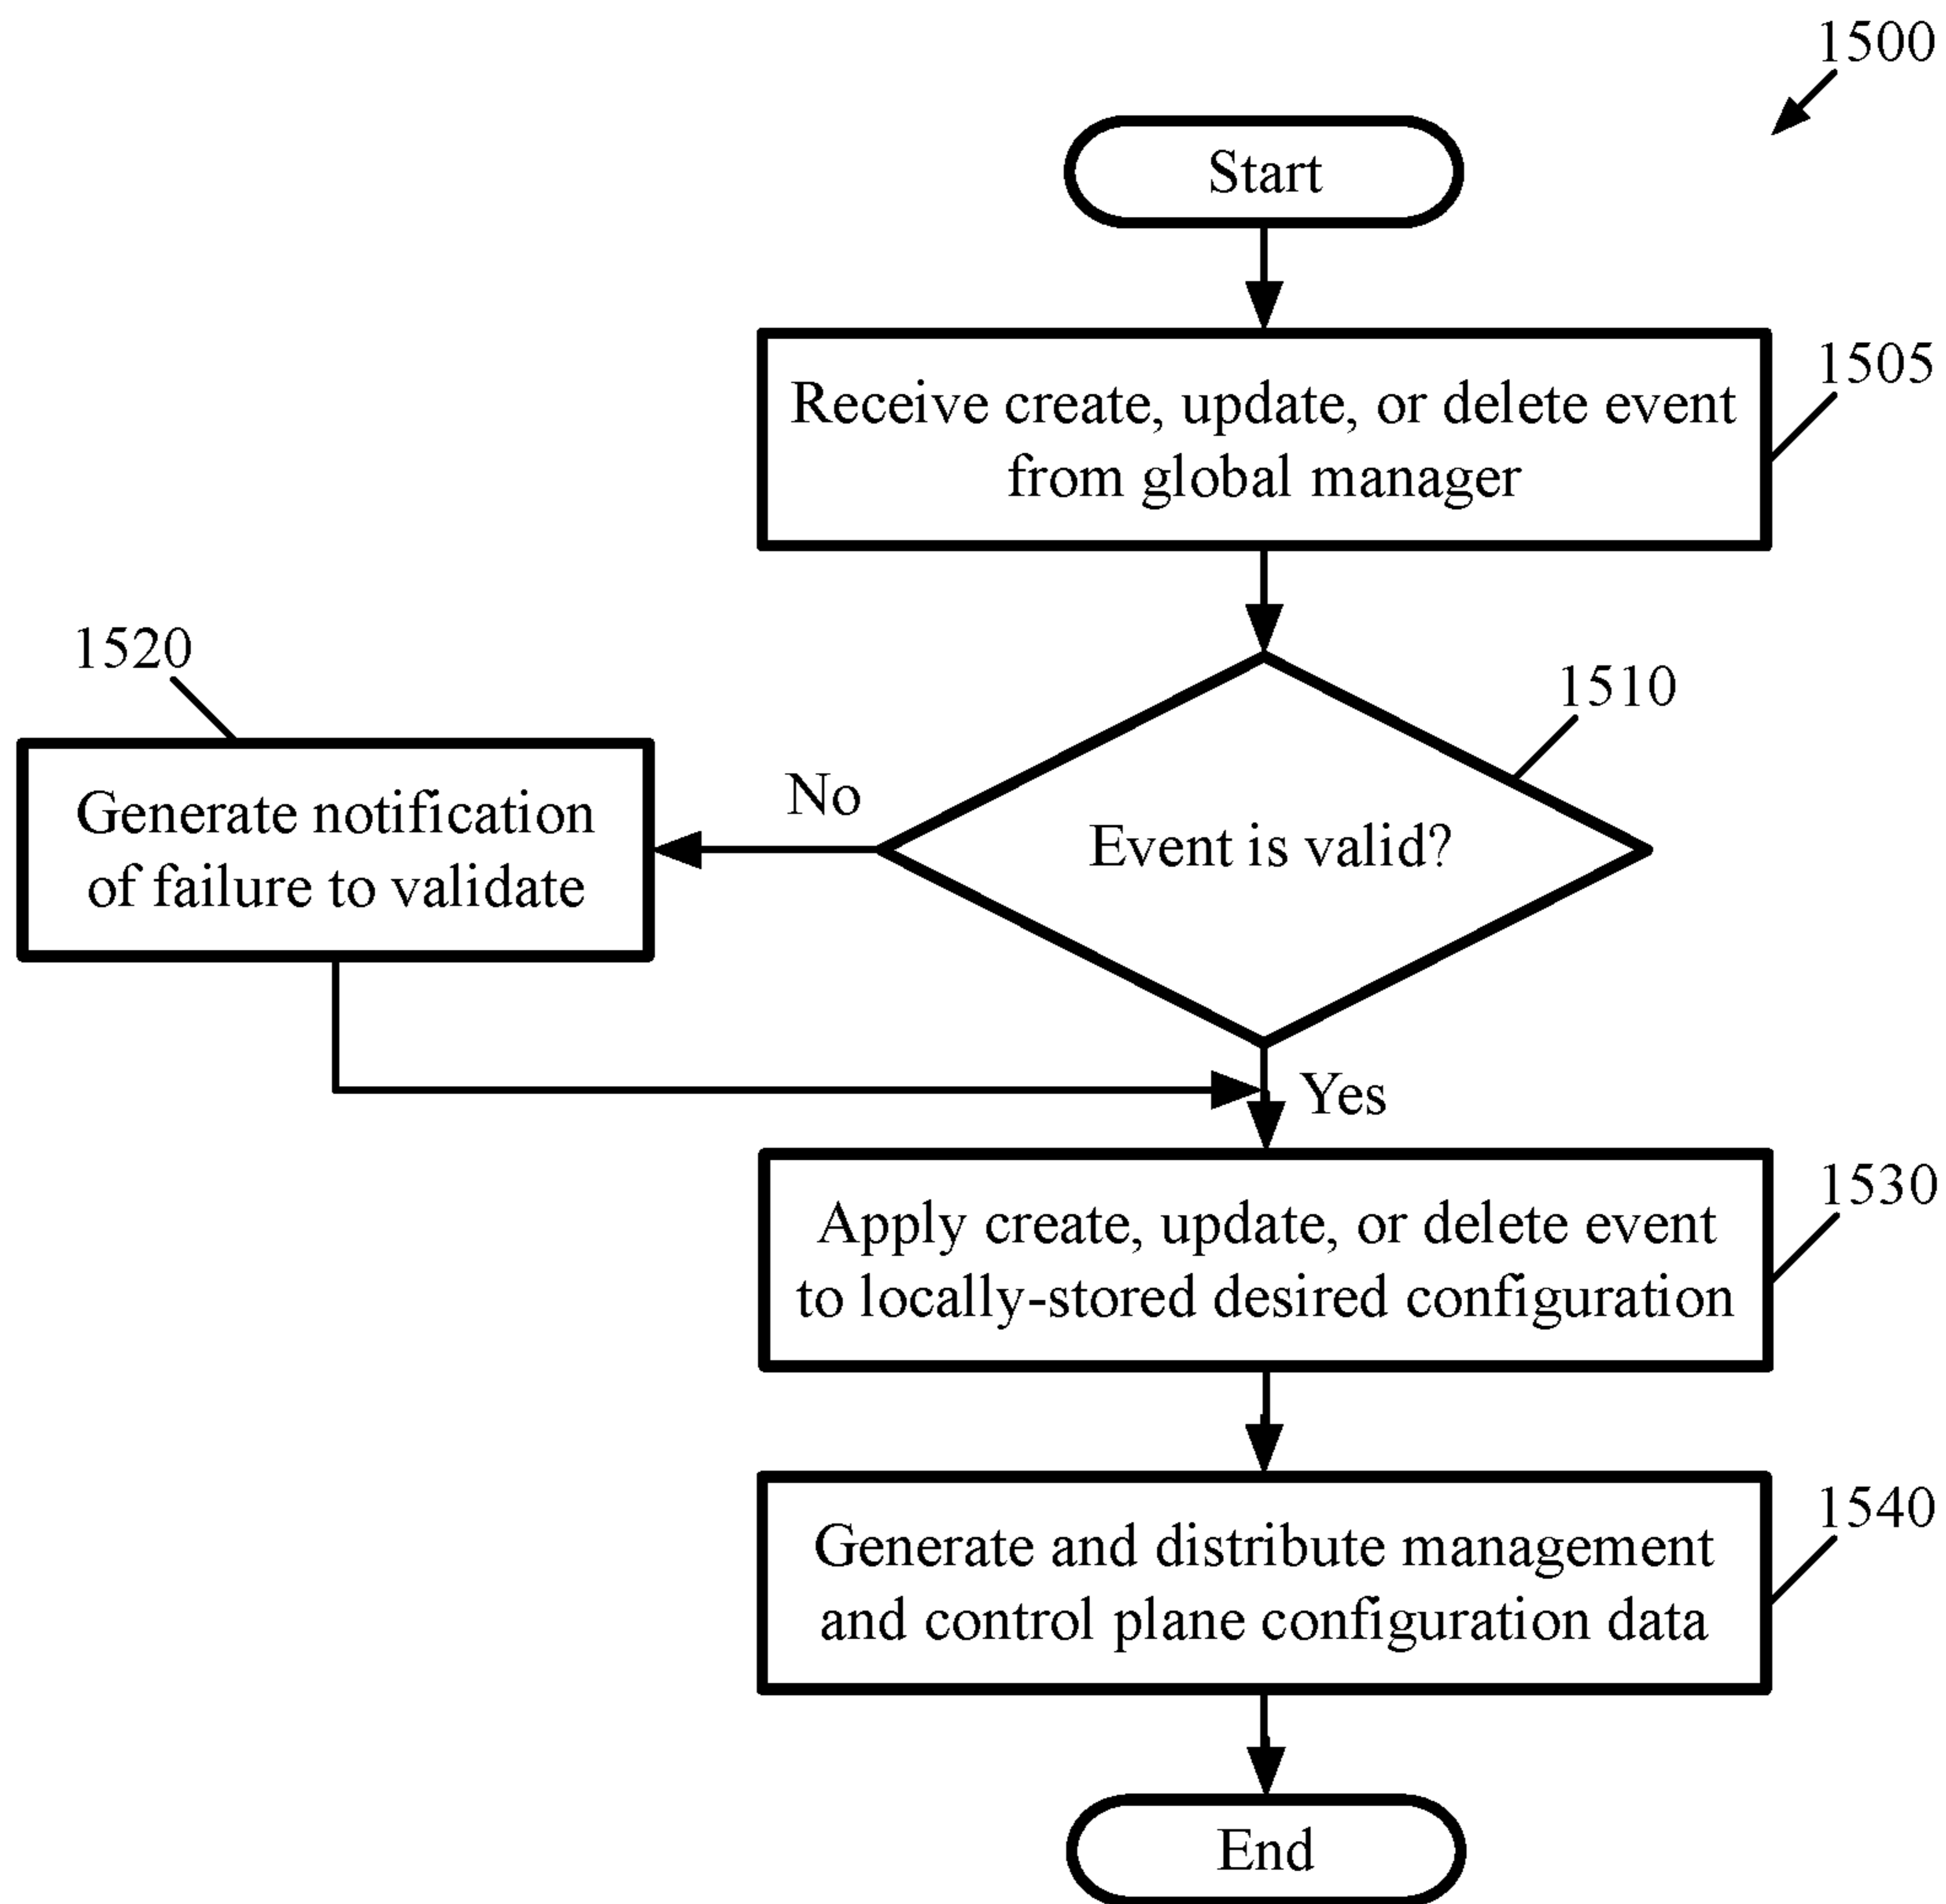 1500
Start
1505
Receive create, update, or delete event
from global manager
1520
1510
Generate notification
of failure to validate
No
Event is valid?
Yes
1530
Apply create, update, or delete event
to locally-stored desired configuration
1540
Generate and distribute management
and control plane configuration data
End